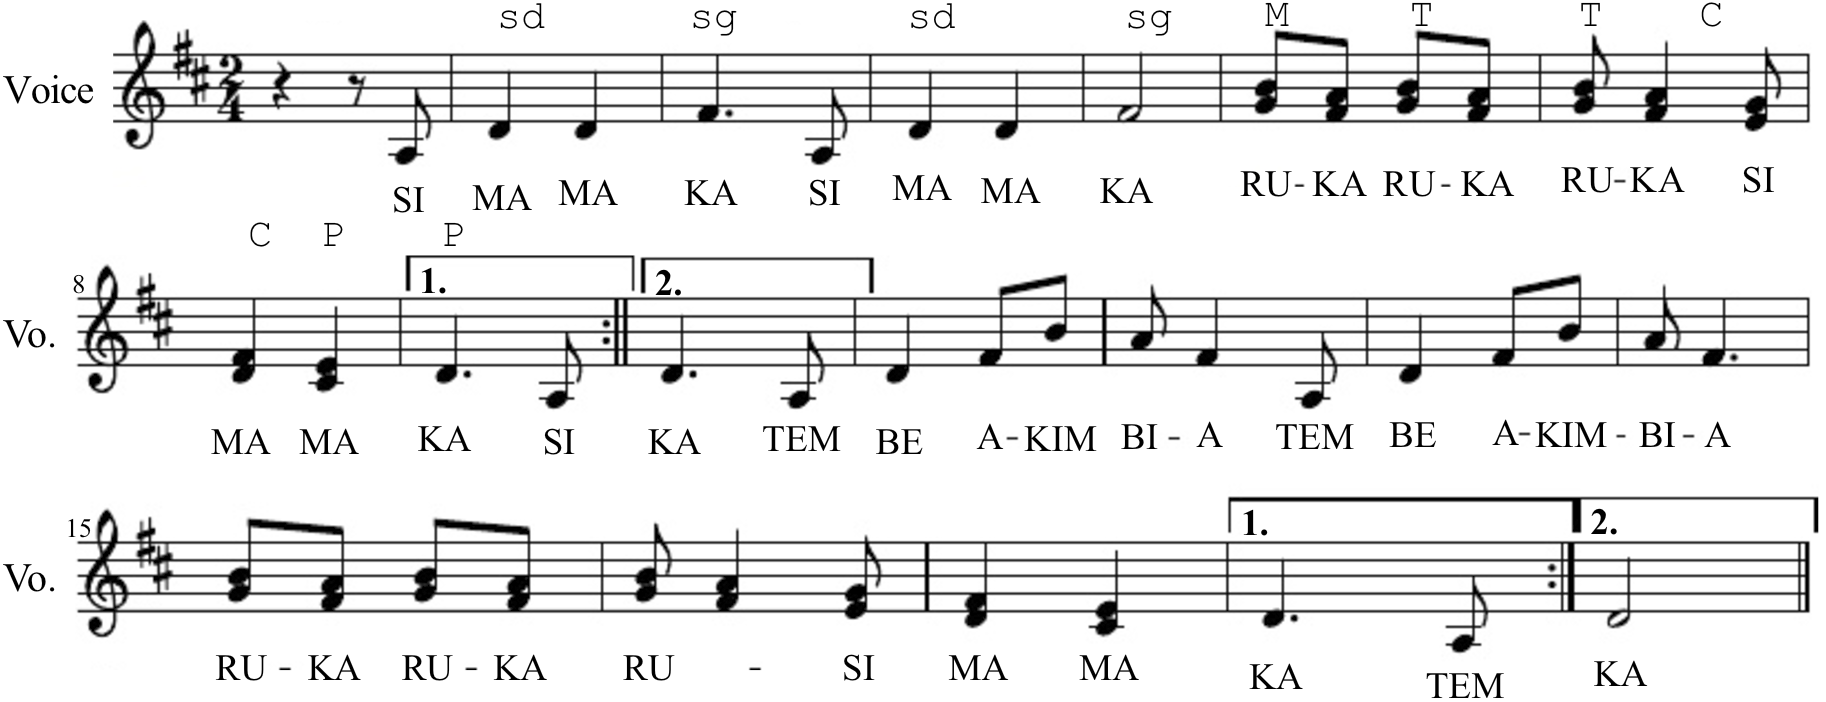 sd sg sd sg M T T C
Voice 2 4
SI MA MA KA SI MA MA KA RU-KA RU-KA RU-KA SI
C P P
8 1. 2.
Vo.
MA MA KA SI KA TEM BE A-KIM BI - A TEM BE A-KIM - BI - A
15 1. 2.
Vo.
RU - KA RU - KA RU - SI MA MA KA TEM KA